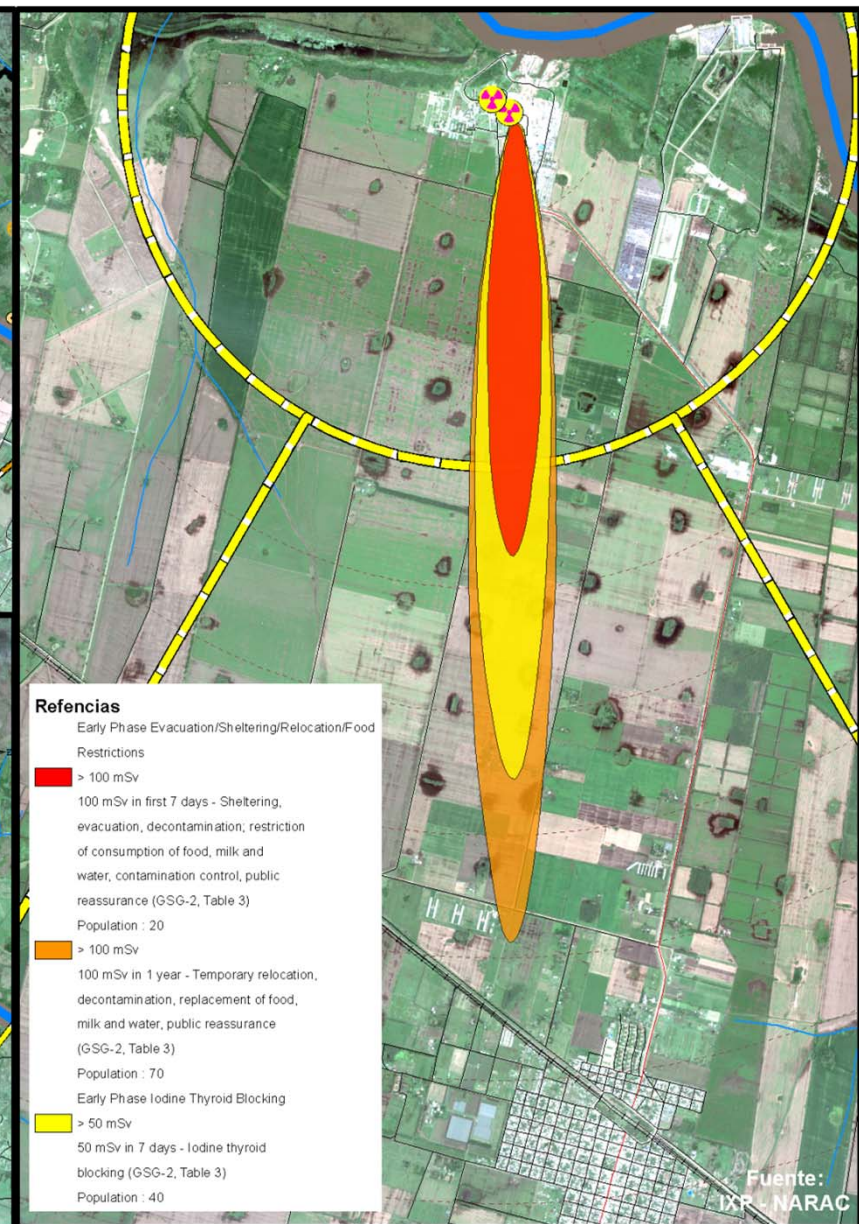 Refencias
Early Phase Evacuation/Sheltering/Relocation/Food
Restrictions
> 100 mSv
100 mSv in first 7 days - Sheltering,
evacuation, decontamination; restriction
of consumption of food, milk and
water, contamination control, public
reassurance (GSG-2, Table 3)
Population : 20
> 100 mSv
100 mSv in 1 year - Temporary relocation,
decontamination, replacement of food,
milk and water, public reassurance
(GSG-2, Table 3)
Population : 70
Early Phase Iodine Thyroid Blocking
> 50 mSv
50 mSv in 7 days - Iodine thyroid
blocking (GSG-2, Table 3)
Population : 40
Fuente:
IXP - NARAC